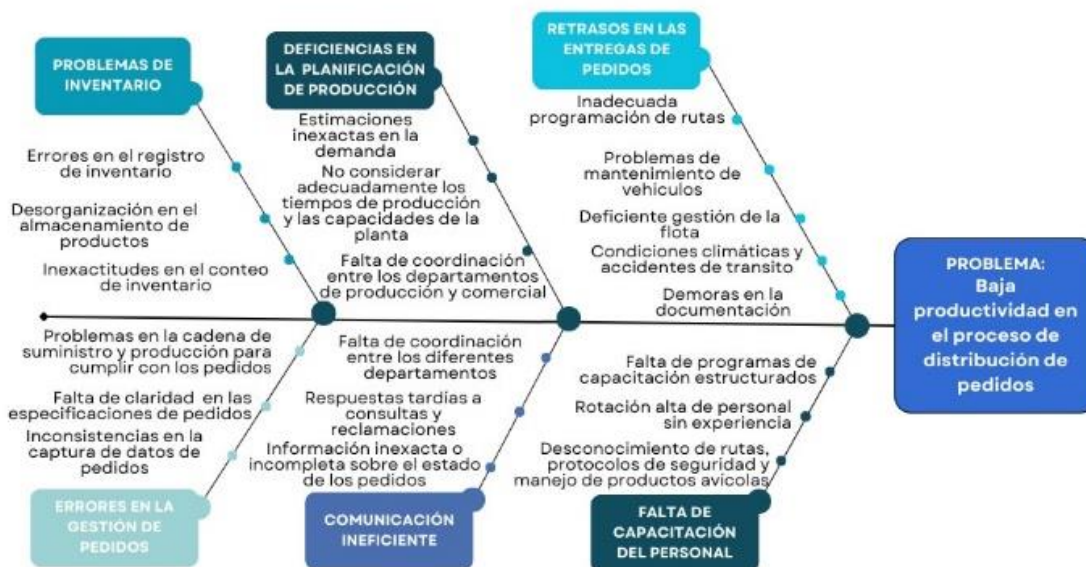 PROBLEMAS DE
INVENTARIO
Errores en el registro
de inventario
Desorganización en el
almacenamiento de
productos
Inexactitudes en el conteo
de inventario
DEFICIENCIAS EN
LA PLANIFICACIÓN
DE PRODUCCIÓN
Estimaciones
inexactas en la
demanda
No considerar
adecuadamente los
tiempos de producción
y las capacidades de la
planta
Falta de coordinación
entre los departamentos
de producción y comercial
RETRASOS EN LAS
ENTREGAS DE
PEDIDOS
Inadecuada
programación de rutas
Problemas de
mantenimiento de
vehiculos
Deficiente gestión de la
flota
Condiciones climáticas y
accidentes de transito
Demoras en la
documentación
PROBLEMA:
Baja
productividad en
el proceso de
distribución de
pedidos
Problemas en la cadena de
suministro y producción para
cumplir con los pedidos
Falta de claridad en las
especificaciones de pedidos
Inconsistencias en la
captura de datos de
pedidos
ERRORES EN LA
GESTIÓN DE
PEDIDOS
Falta de coordinación
entre los diferentes
departamentos
Respuestas tardías a
consultas y
reclamaciones
Información inexacta o
incompleta sobre el estado
de los pedidos
COMUNICACIÓN
INEFICIENTE
Falta de programas de
capacitación estructurados
Rotación alta de personal
sin experiencia
Desconocimiento de rutas,
protocolos de seguridad y
manejo de productos avícolas
FALTA DE
CAPACITACIÓN
DEL PERSONAL